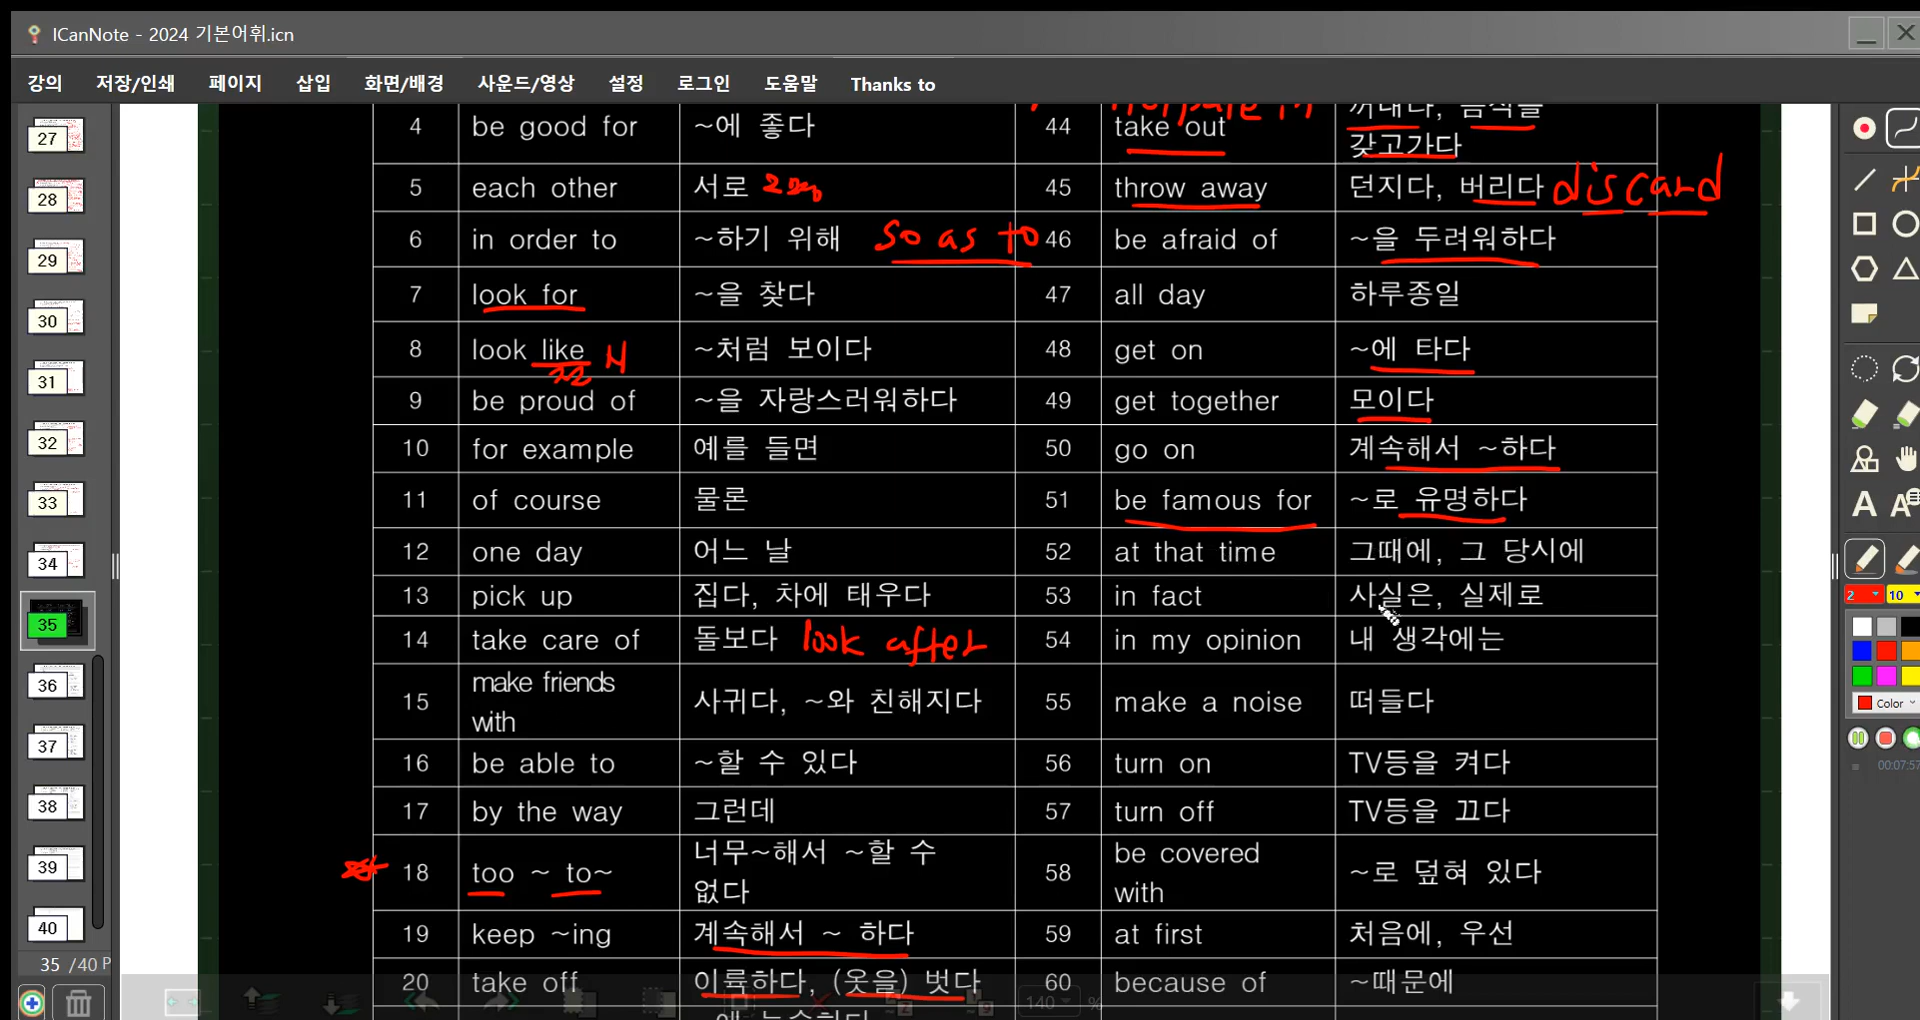 ICanNote - 2024 기본어휘.icn
강의 저장/인쇄 페이지 삽입 화면/배경 사운드/영상 설정 로그인 도움말 Thanks to
27
28
29
30
31
32
33
34
35
36
37
38
39
40
35 /40 P
4 be good for ~에 좋다
5 each other 서로
6 in order to ~하기 위해 so as to
7 look for ~을 찾다
8 look like ~처럼 보이다
9 be proud of ~을 자랑스러워하다
10 for example 예를 들면
11 of course 물론
12 one day 어느 날
13 pick up 집다, 차에 태우다
14 take care of 돌보다 look after
15 make friends with 사귀다, ~와 친해지다
16 be able to ~할 수 있다
17 by the way 그런데
18 too ~ to~ 너무~해서 ~할 수 없다
19 keep ~ing 계속해서 ~ 하다
20 take off 이륙하다, (옷을) 벗다
44 take out 꺼내다, 음식을
갖고가다
45 throw away 던지다, 버리다 discard
46 be afraid of ~을 두려워하다
47 all day 하루종일
48 get on ~에 타다
49 get together 모이다
50 go on 계속해서 ~하다
51 be famous for ~로 유명하다
52 at that time 그때에, 그 당시에
53 in fact 사실은, 실제로
54 in my opinion 내 생각에는
55 make a noise 떠들다
56 turn on TV등을 켜다
57 turn off TV등을 끄다
58 be covered with ~로 덮혀 있다
59 at first 처음에, 우선
60 because of ~때문에
140 %
2 10
Color
00:07:57